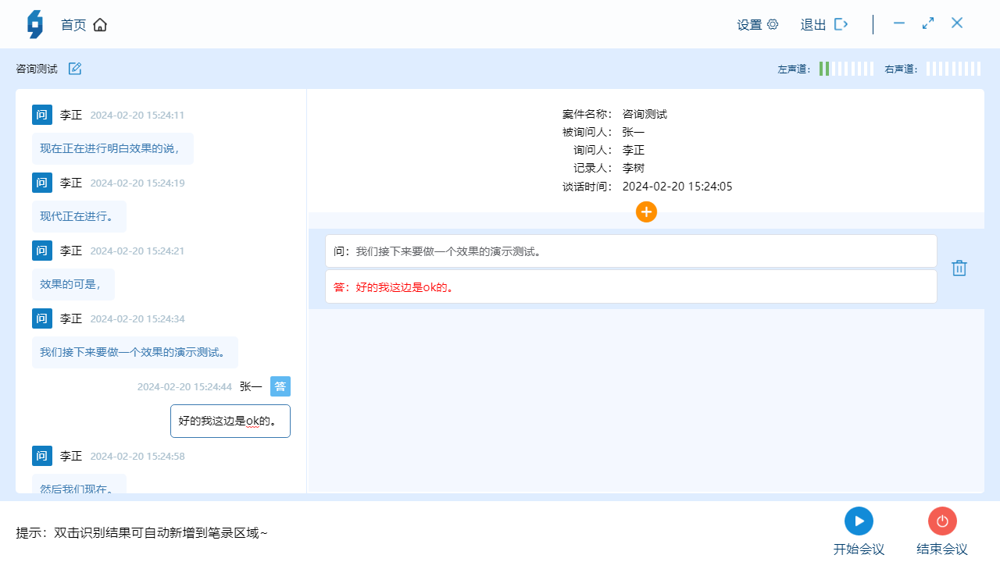 首页
设置
退出
咨询测试
左声道：
右声道：
问 李正 2024-02-20 15:24:11
现在正在进行明白效果的说，
问 李正 2024-02-20 15:24:19
现代正在进行。
问 李正 2024-02-20 15:24:21
效果的可是，
问 李正 2024-02-20 15:24:34
我们接下来要做一个效果的演示测试。
2024-02-20 15:24:44 张一 答
好的我这边是ok的。
问 李正 2024-02-20 15:24:58
然后我们现在。
案件名称： 咨询测试
被询问人： 张一
询问人： 李正
记录人： 李树
谈话时间： 2024-02-20 15:24:05
问：我们接下来要做一个效果的演示测试。
答：好的我这边是ok的。
提示：双击识别结果可自动新增到笔录区域~
开始会议
结束会议